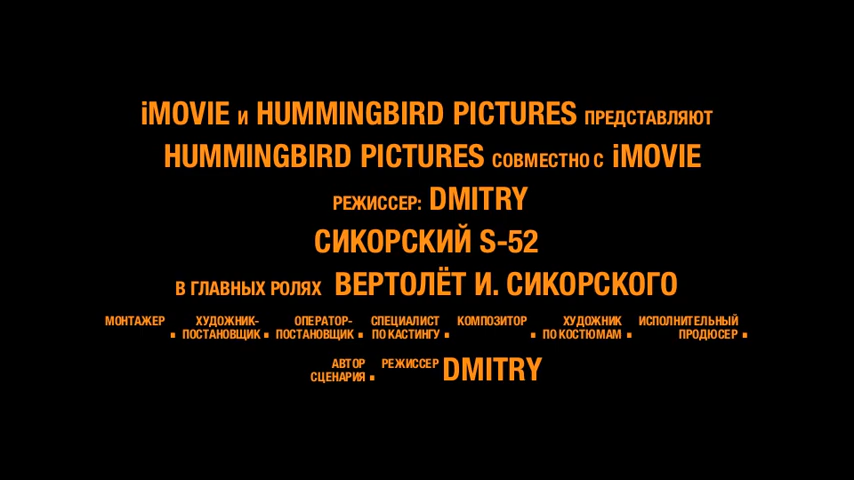 iMOVIE И HUMMINGBIRD PICTURES ПРЕДСТАВЛЯЮТ
HUMMINGBIRD PICTURES СОВМЕСТНО С iMOVIE
РЕЖИССЕР: DMITRY
СИКОРСКИЙ S-52
В ГЛАВНЫХ РОЛЯХ ВЕРТОЛЁТ И. СИКОРСКОГО
МОНТАЖЕР . ХУДОЖНИК-ПОСТАНОВЩИК . ОПЕРАТОР-ПОСТАНОВЩИК . СПЕЦИАЛИСТ ПО КАСТИНГУ . КОМПОЗИТОР . ХУДОЖНИК ПО КОСТЮМАМ . ИСПОЛНИТЕЛЬНЫЙ ПРОДЮСЕР .
АВТОР СЦЕНАРИЯ . РЕЖИССЕР DMITRY